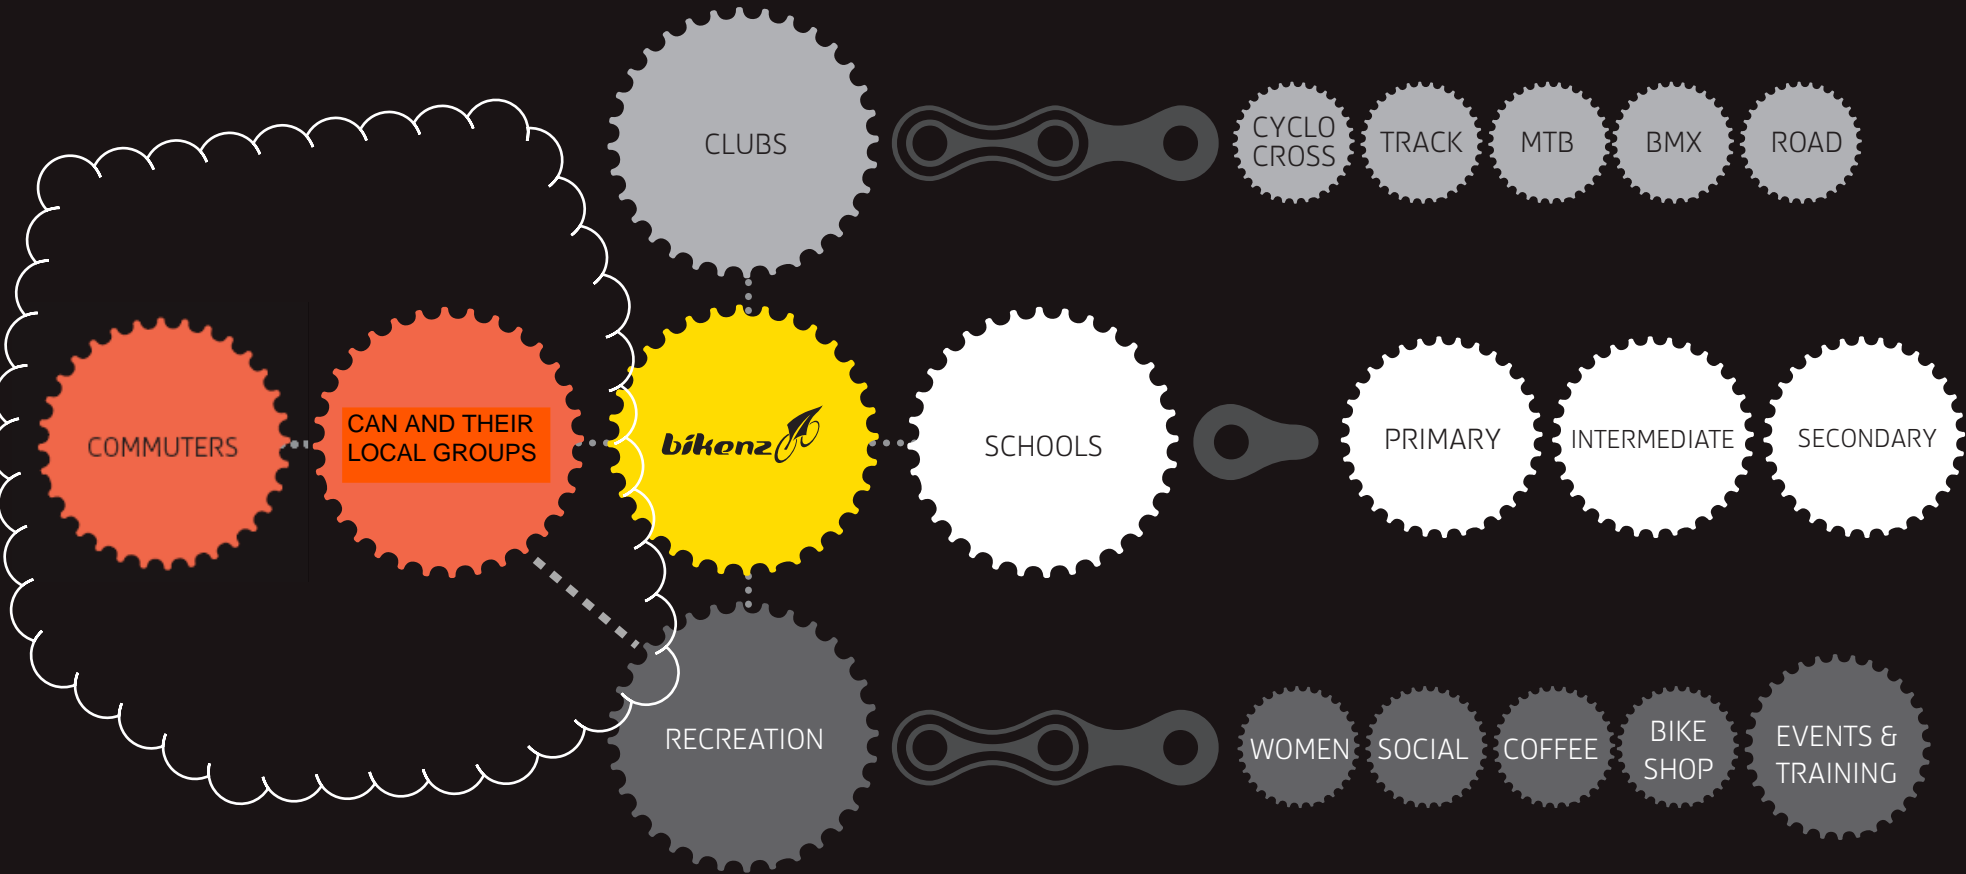 CLUBS
CYCLO
CROSS
TRACK
MTB
BMX
ROAD
COMMUTERS
CAN AND THEIR
LOCAL GROUPS
bikenz
SCHOOLS
PRIMARY
INTERMEDIATE
SECONDARY
RECREATION
WOMEN
SOCIAL
COFFEE
BIKE
SHOP
EVENTS &
TRAINING